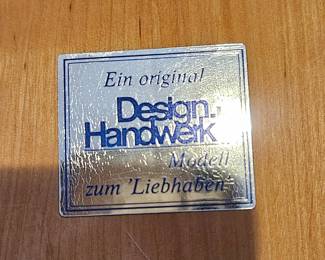 Ein original
Design.
Handwerk
Modell
zum 'Liebhaben'